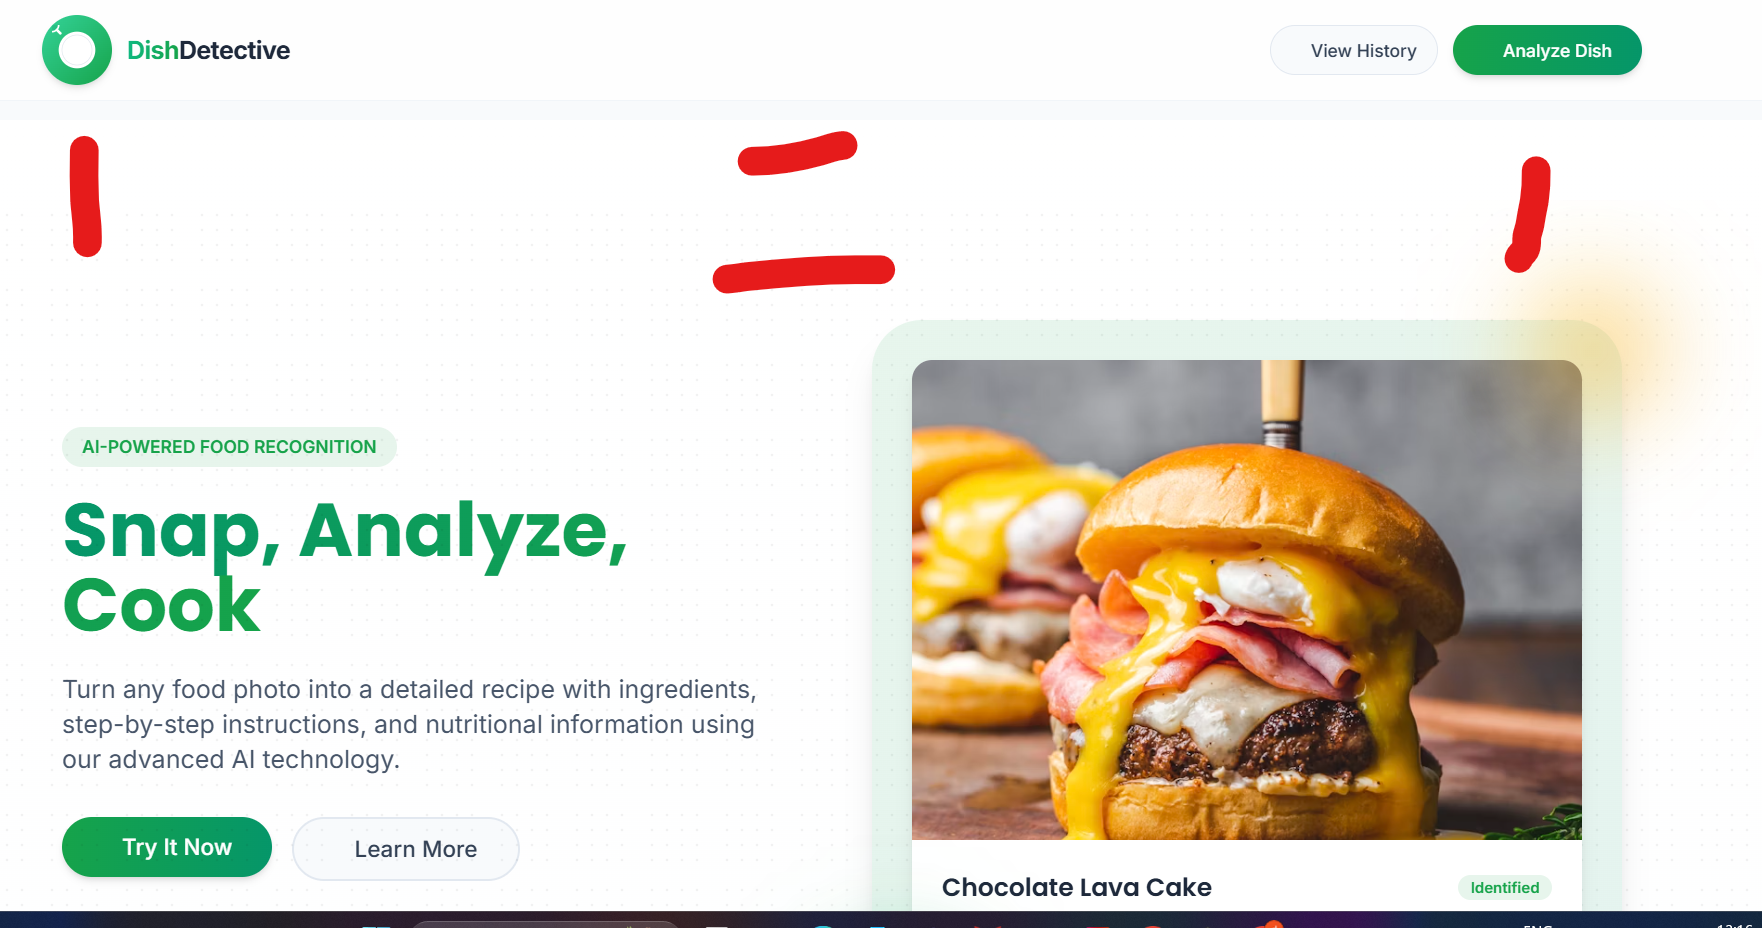 DishDetective
View History
Analyze Dish
AI-POWERED FOOD RECOGNITION
Snap, Analyze,
Cook
Turn any food photo into a detailed recipe with ingredients,
step-by-step instructions, and nutritional information using
our advanced AI technology.
Try It Now
Learn More
Chocolate Lava Cake
Identified